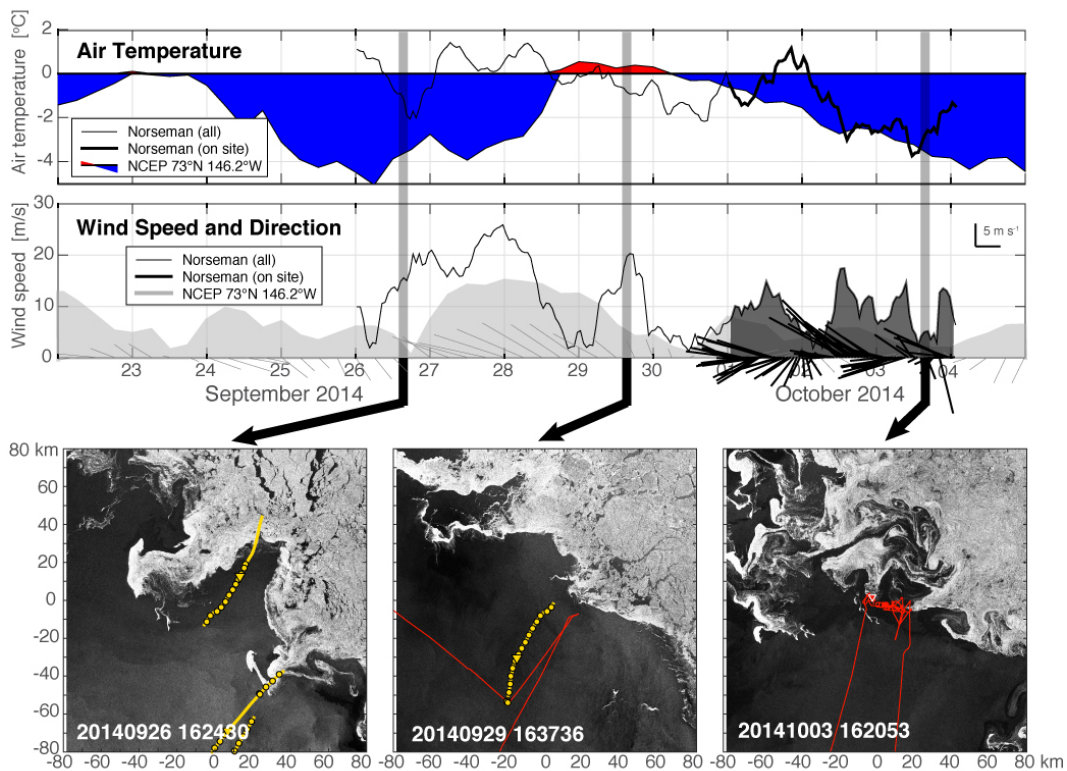 Air temperature [ºC]
2
0
-2
-4
Air Temperature
Norseman (all)
Norseman (on site)
NCEP 73°N 146.2°W
Wind speed [m/s]
30
20
10
0
Wind Speed and Direction
Norseman (all)
Norseman (on site)
NCEP 73°N 146.2°W
5 m s⁻¹
23 24 25 26 27 28 29 30 01 02 03 04
September 2014 October 2014
80 km
60
40
20
0
-20
-40
-60
-80
20140926 162480
20140929 163736
20141003 162053
-80 -60 -40 -20 0 20 40 60 80
-80 -60 -40 -20 0 20 40 60 80
-80 -60 -40 -20 0 20 40 60 80 km